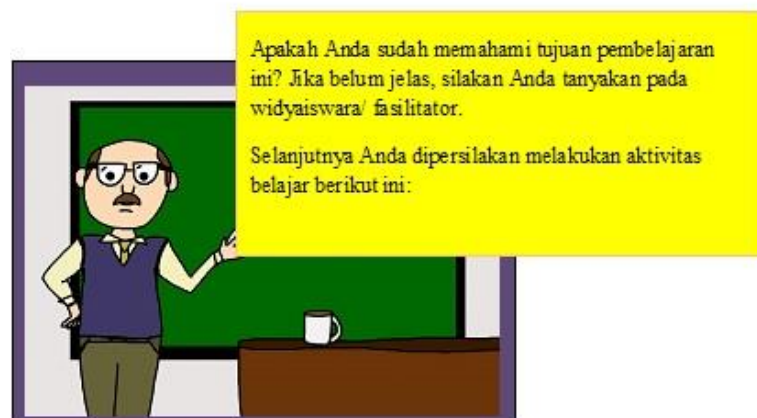 Apakah Anda sudah memahami tujuan pembelajaran
ini? Jika belum jelas, silakan Anda tanyakan pada
widyaiswara/ fasilitator.
Selanjutnya Anda dipersilakan melakukan aktivitas
belajar berikut ini: